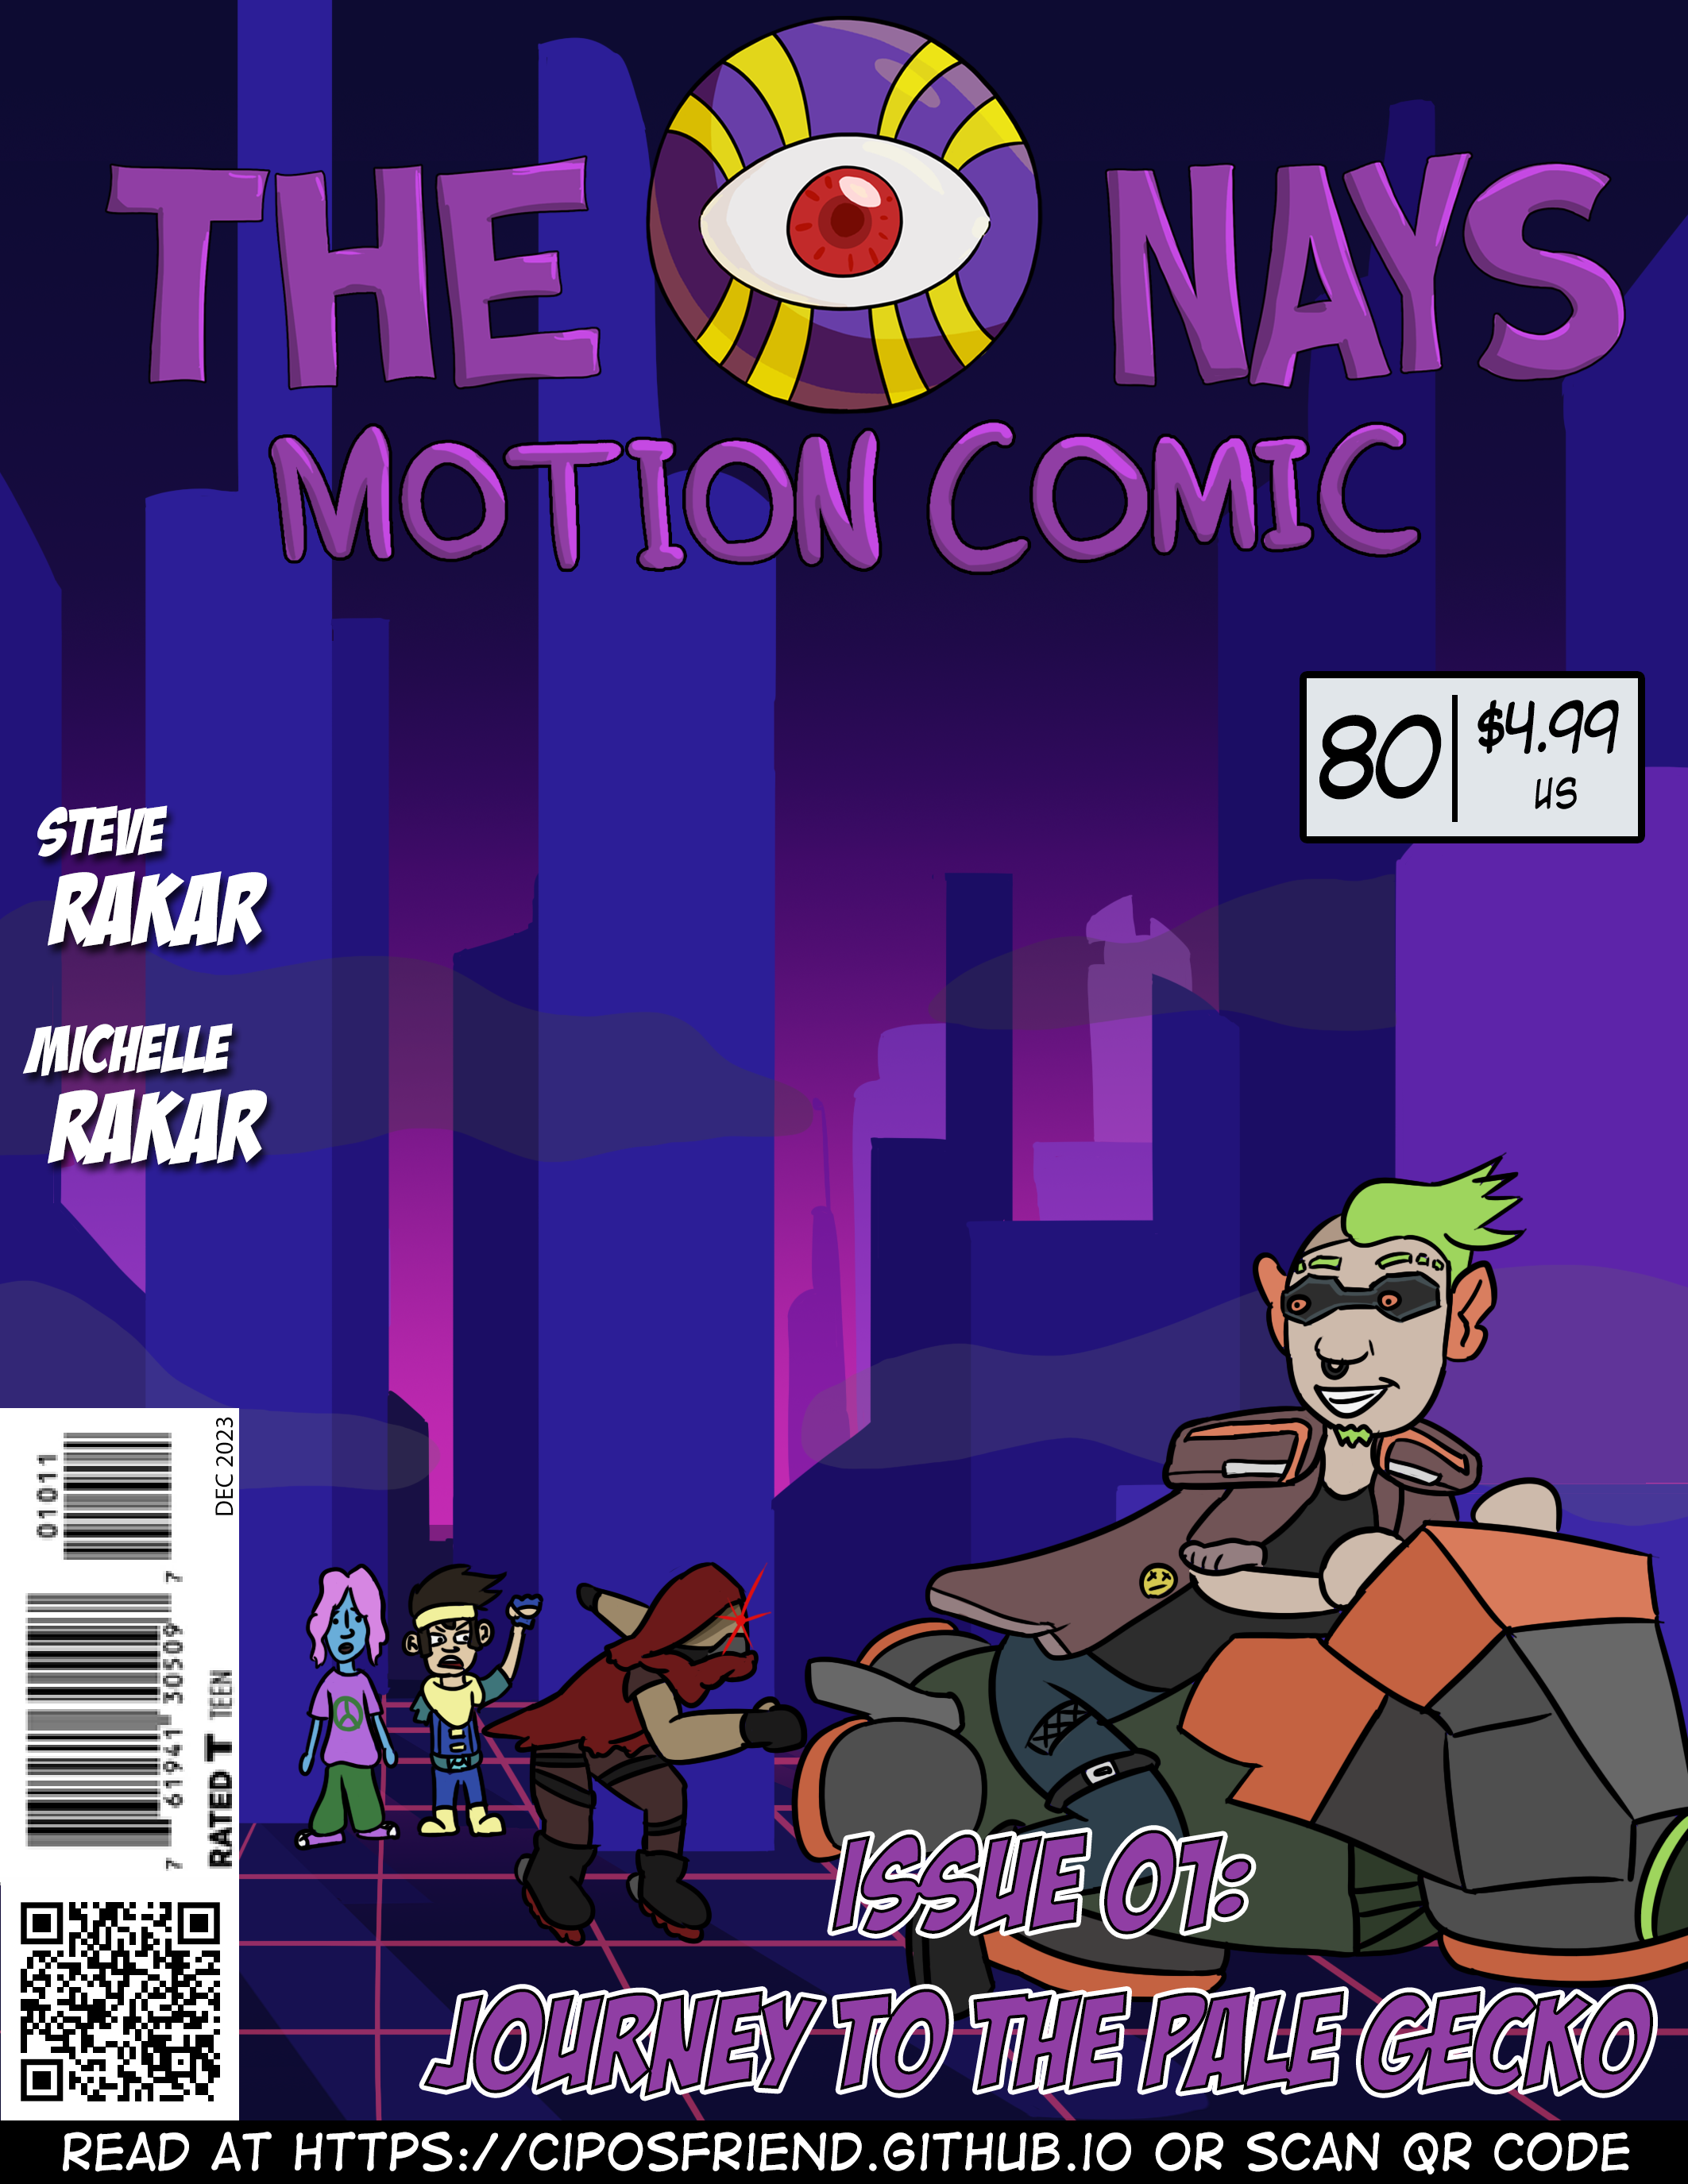 THE NAYS
MOTION COMIC
80
$4.99
US
STEVE
RAKAR
MICHELLE
RAKAR
DEC 2023
01011
7
61941 30509
7
RATED T TEEN
ISSUE 01:
JOURNEY TO THE PALE GECKO
READ AT HTTPS://CIPOSFRIEND.GITHUB.IO OR SCAN QR CODE